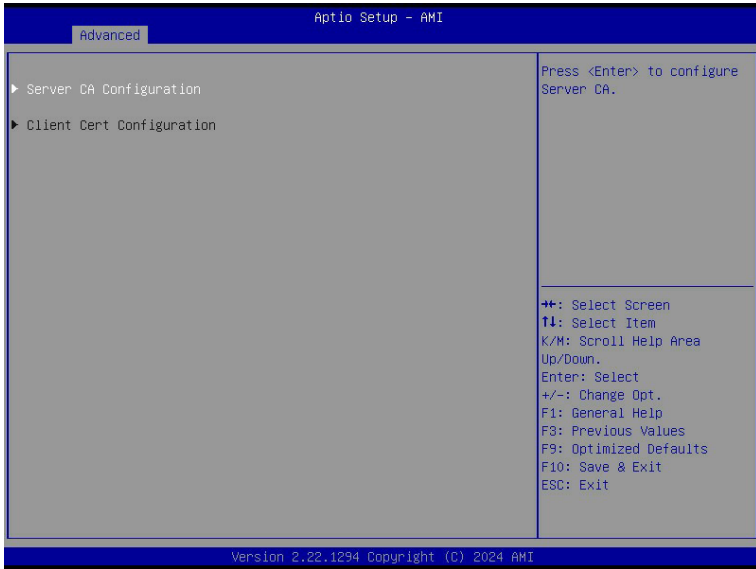 Aptio Setup – AMI
Advanced
▶ Server CA Configuration
▶ Client Cert Configuration
Press <Enter> to configure
Server CA.
→←: Select Screen
↑↓: Select Item
K/M: Scroll Help Area
Up/Down.
Enter: Select
+/-: Change Opt.
F1: General Help
F3: Previous Values
F9: Optimized Defaults
F10: Save & Exit
ESC: Exit
Version 2.22.1294 Copyright (C) 2024 AMI